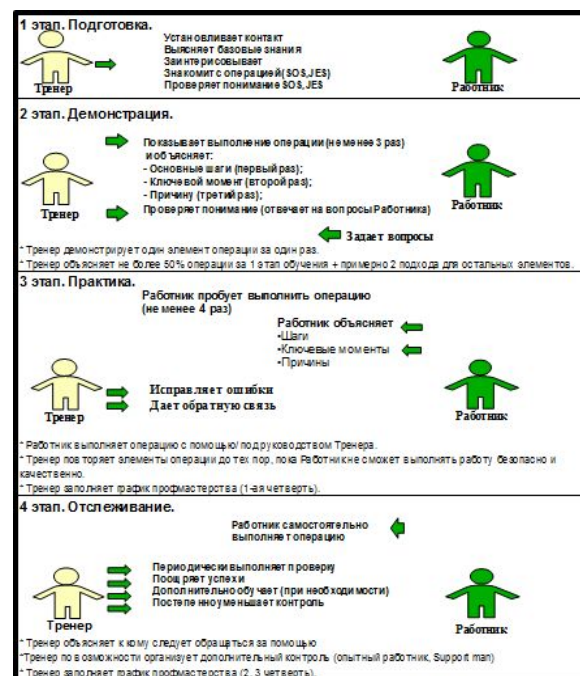 1 этап. Подготовка.
Устанавливает контакт
Выясняет базовые знания
Заинтерисовывает
Знакомит с операцией(SOS,JES)
Проверяет понимание SOS,JES
Тренер
Работник
2 этап. Демонстрация.
Показывает выполнение операции (не менее 3 раз)
и объясняет:
- Основные шаги (первый раз);
- Ключевой момент (второй раз);
- Причину (третий раз);
Проверяет понимание (отвечает на вопросы Работника)
Тренер
Работник
Задает вопросы
* Тренер демонстрирует один элемент операции за один раз.
* Тренер объясняет не более 50% операции за 1 этап обучения + примерно 2 подхода для остальных элементов.
3 этап. Практика.
Работник пробует выполнить операцию
(не менее 4 раз)
Работник объясняет
•Шаги
•Ключевые моменты
•Причины
Исправляет ошибки
Дает обратную связь
Тренер
Работник
* Работник выполняет операцию с помощью/ под руководством Тренера.
* Тренер повторяет элементы операции до тех пор, пока Работник не сможет выполнять работу безопасно и
качественно.
* Тренер заполняет график профмастерства (1-ая четверть).
4 этап. Отслеживание.
Работник самостоятельно
выполняет операцию
Периодически выполняет проверку
Поощряет успехи
Дополнительно обучает (при необходимости)
Постепенно уменьшает контроль
Тренер
Работник
* Тренер объясняет к кому следует обращаться за помощью
*Тренер по возможности организует дополнительный контроль (опытный работник, Support man)
* Тренер заполняет график профмастерства (2, 3 четверть).